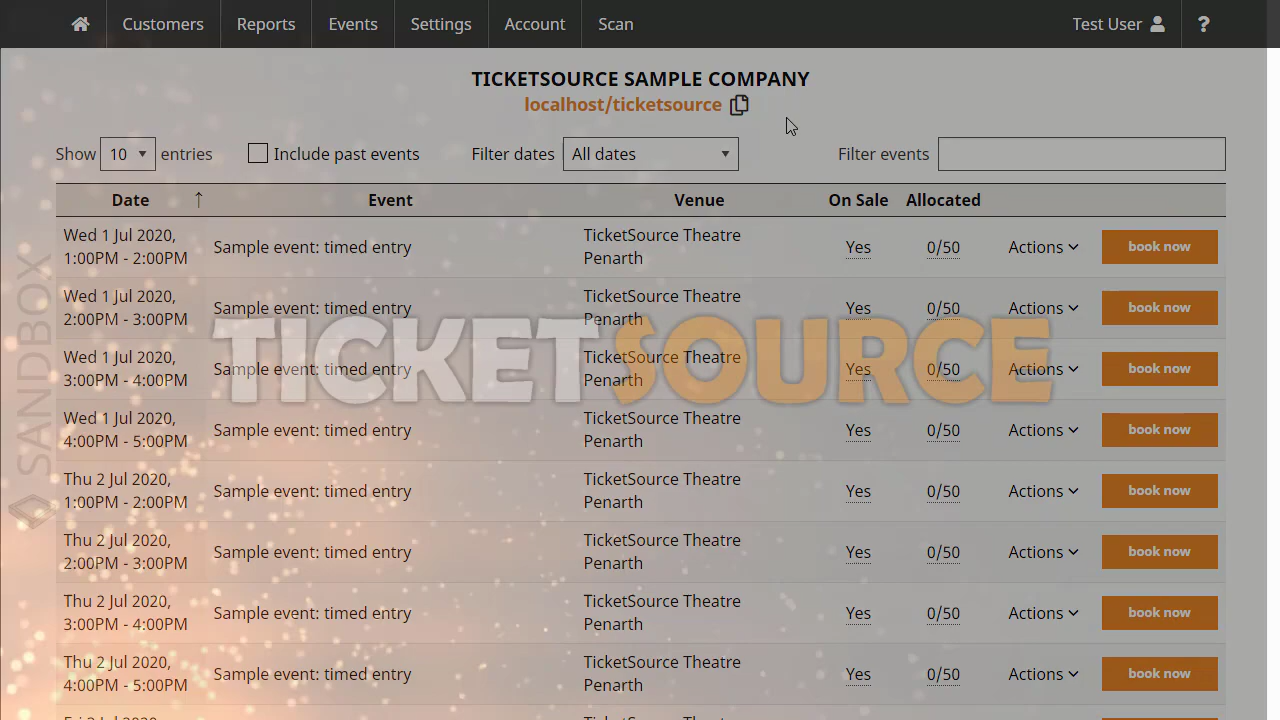 Customers Reports Events Settings Account Scan Test User ?
TICKETSOURCE SAMPLE COMPANY
localhost/ticketsource
Show 10 entries Include past events Filter dates All dates Filter events
Date ↑ Event Venue On Sale Allocated
Wed 1 Jul 2020,
1:00PM - 2:00PM Sample event: timed entry TicketSource Theatre
Penarth Yes 0/50 Actions book now
Wed 1 Jul 2020,
2:00PM - 3:00PM Sample event: timed entry TicketSource Theatre
Penarth Yes 0/50 Actions book now
Wed 1 Jul 2020,
3:00PM - 4:00PM Sample event: timed entry TicketSource Theatre
Penarth Yes 0/50 Actions book now
Wed 1 Jul 2020,
4:00PM - 5:00PM Sample event: timed entry TicketSource Theatre
Penarth Yes 0/50 Actions book now
Thu 2 Jul 2020,
1:00PM - 2:00PM Sample event: timed entry TicketSource Theatre
Penarth Yes 0/50 Actions book now
Thu 2 Jul 2020,
2:00PM - 3:00PM Sample event: timed entry TicketSource Theatre
Penarth Yes 0/50 Actions book now
Thu 2 Jul 2020,
3:00PM - 4:00PM Sample event: timed entry TicketSource Theatre
Penarth Yes 0/50 Actions book now
Thu 2 Jul 2020,
4:00PM - 5:00PM Sample event: timed entry TicketSource Theatre
Penarth Yes 0/50 Actions book now
SANDBOX
TICKETSOURCE